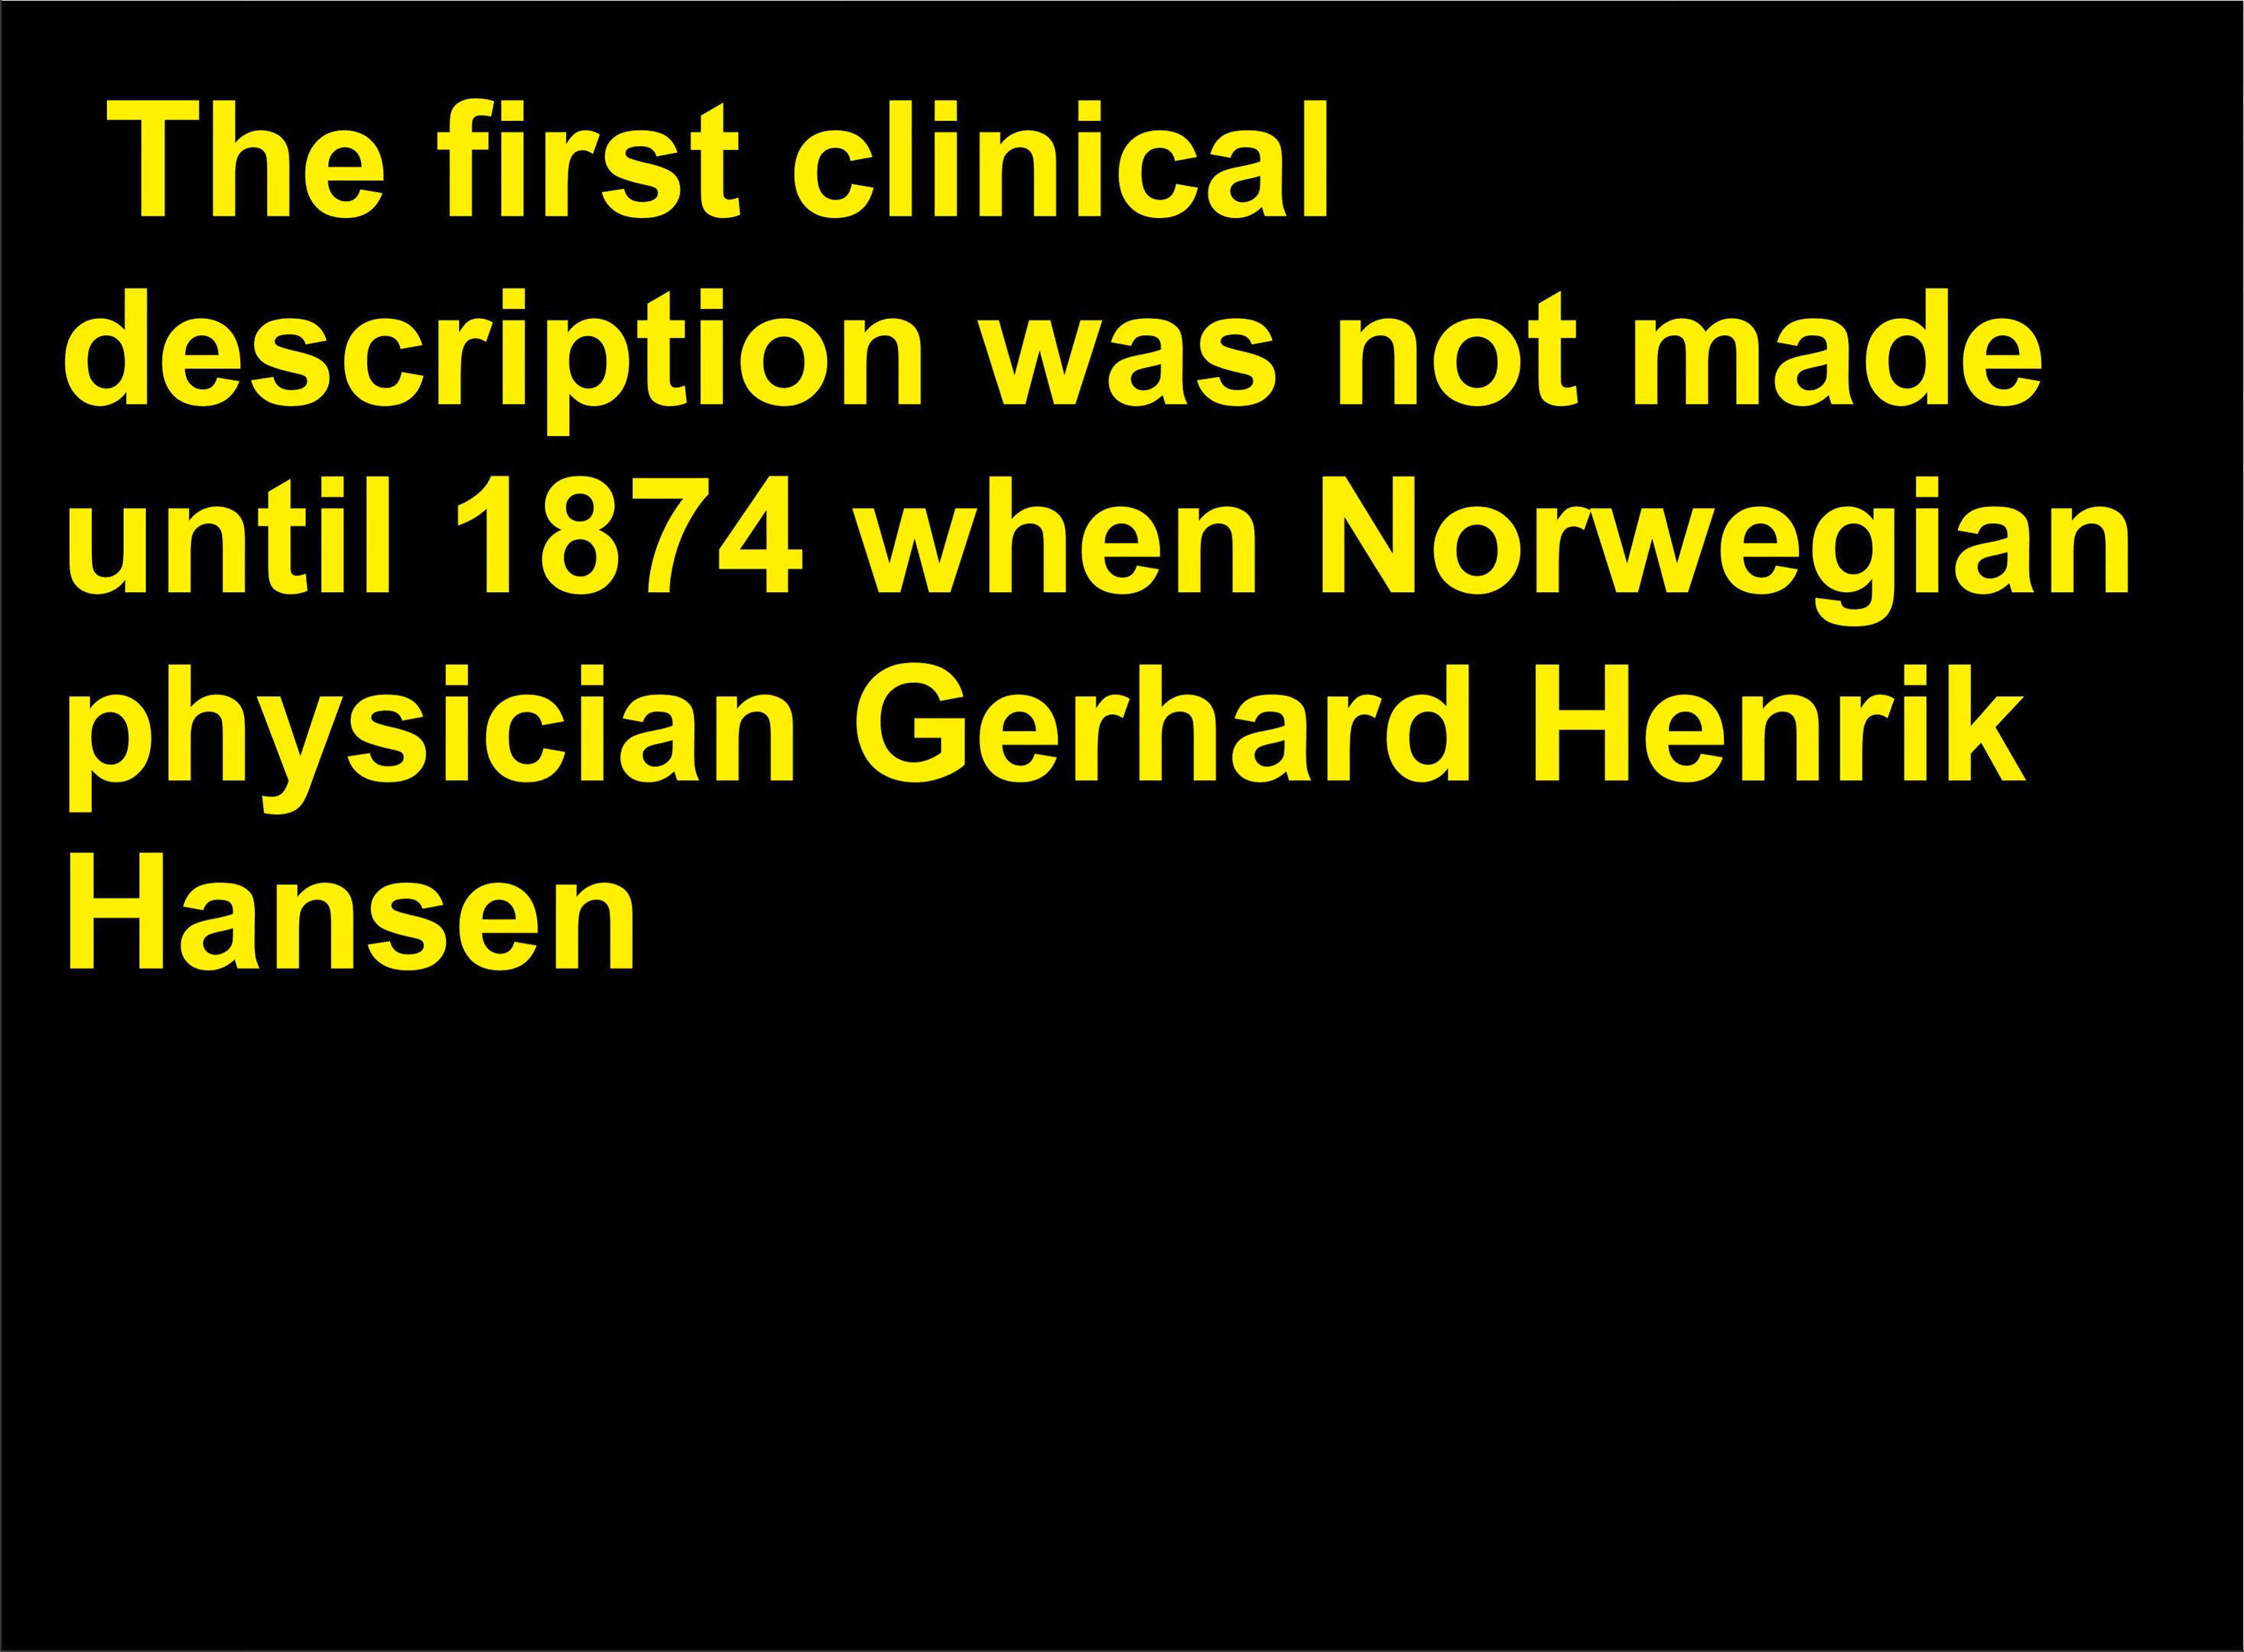 The first clinical
description was not made
until 1874 when Norwegian
physician Gerhard Henrik
Hansen